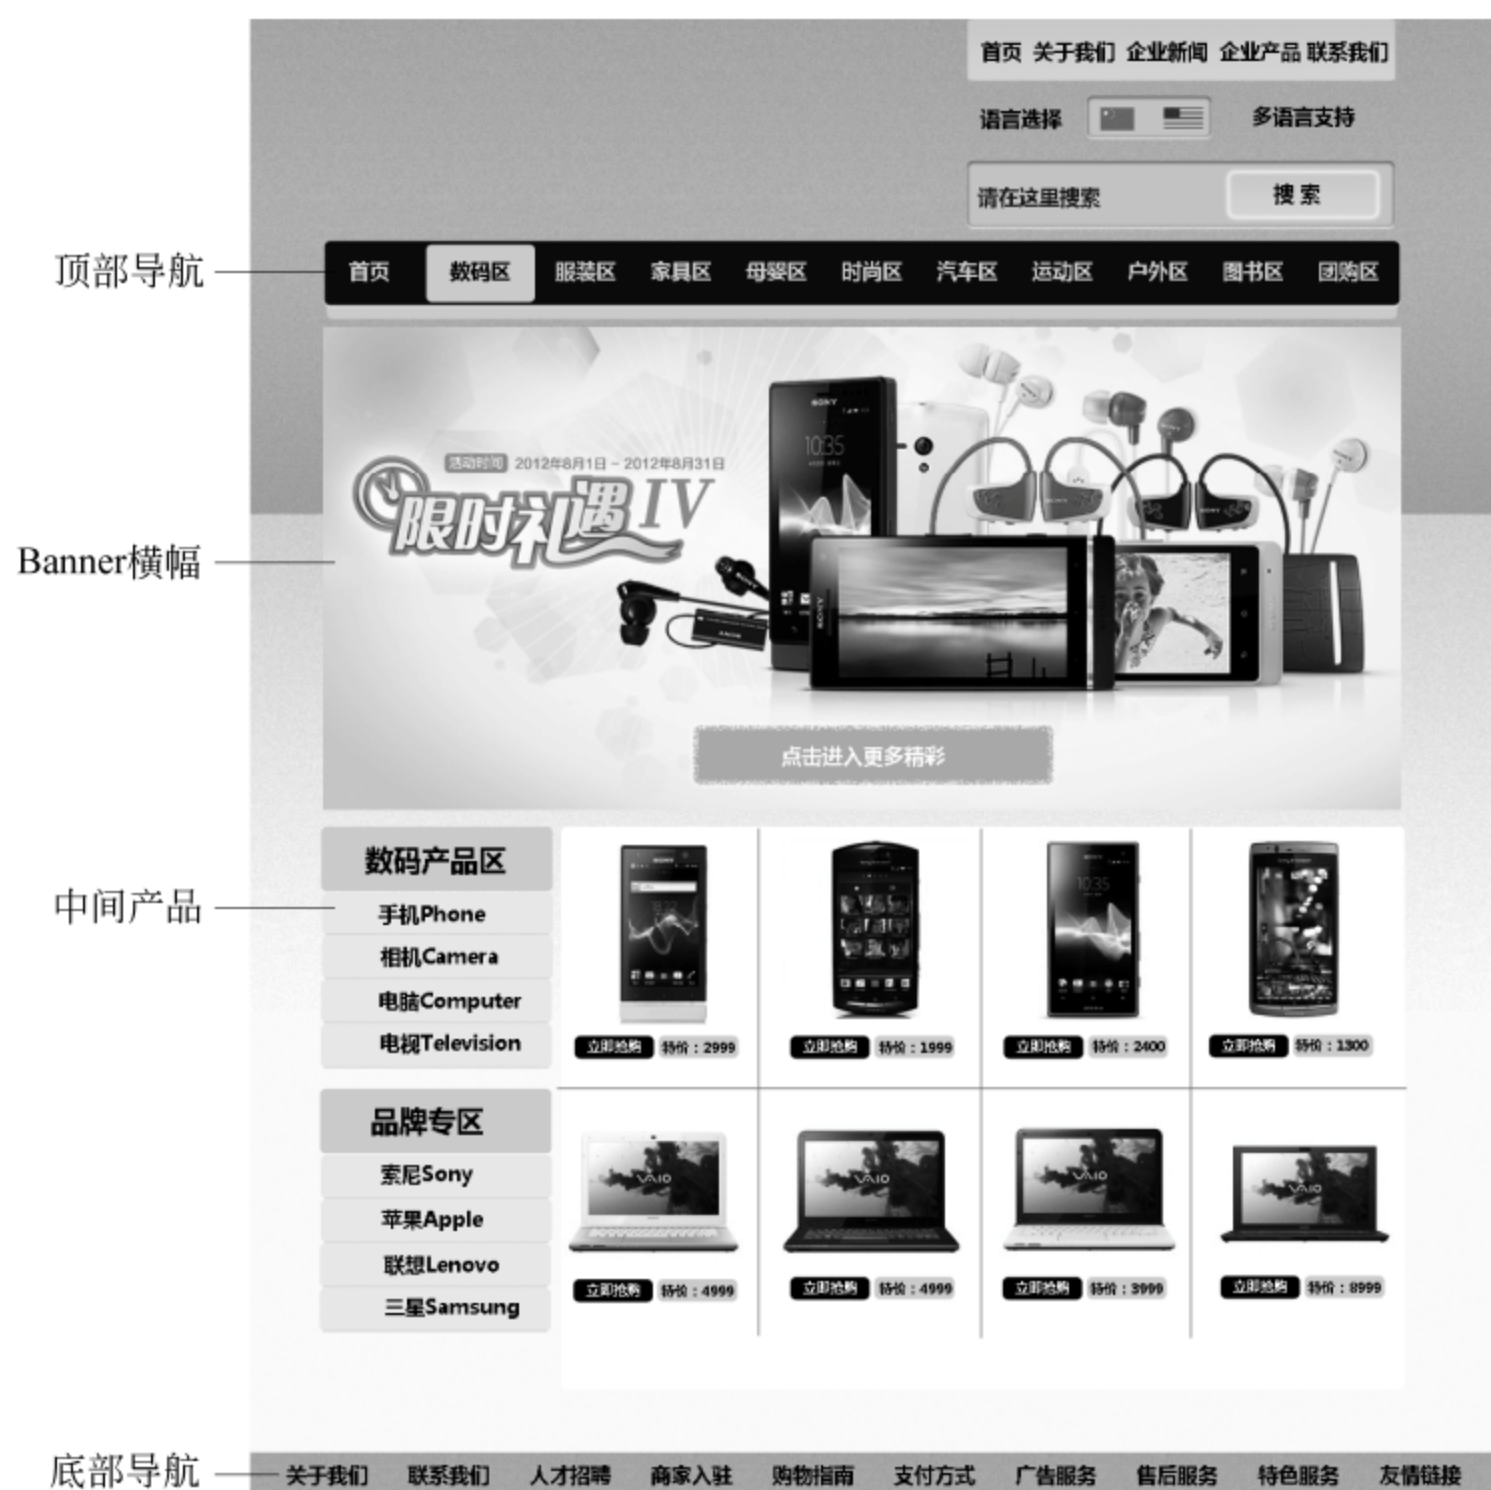 首页 关于我们 企业新闻 企业产品 联系我们
语言选择 多语言支持
请在这里搜索 搜 索
顶部导航
首页 数码区 服装区 家具区 母婴区 时尚区 汽车区 运动区 户外区 图书区 团购区
Banner横幅
活动时间 2012年8月1日 - 2012年8月31日
限时礼遇IV
SONY
10:35
SONY
SONY
点击进入更多精彩
中间产品
数码产品区
手机Phone
相机Camera
电脑Computer
电视Television
立即抢购 特价：2999 立即抢购 特价：1999 立即抢购 特价：2400 立即抢购 特价：1300
品牌专区
索尼Sony
苹果Apple
联想Lenovo
三星Samsung
VAIO VAIO VAIO VAIO
立即抢购 特价：4999 立即抢购 特价：4999 立即抢购 特价：3999 立即抢购 特价：8999
底部导航
关于我们 联系我们 人才招聘 商家入驻 购物指南 支付方式 广告服务 售后服务 特色服务 友情链接